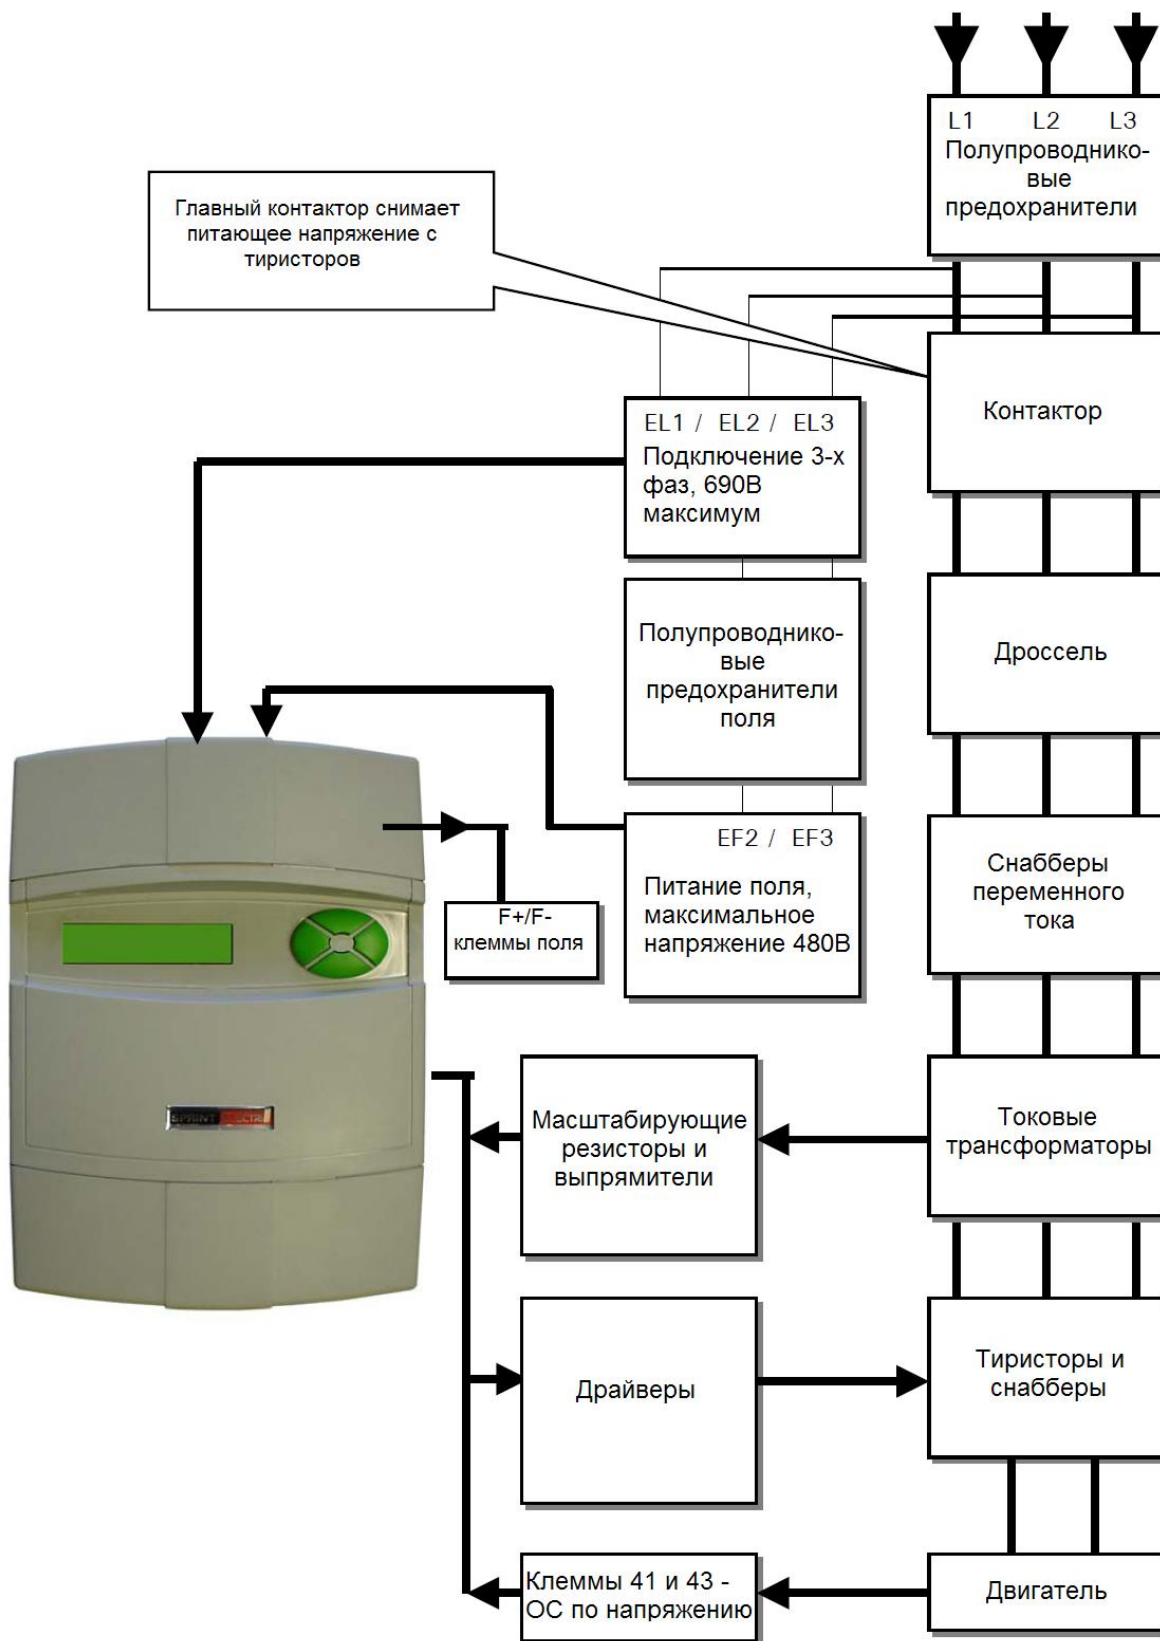 L1 L2 L3
Полупроводнико-
вые
предохранители
Главный контактор снимает
питающее напряжение с
тиристоров
Контактор
EL1 / EL2 / EL3
Подключение 3-х
фаз, 690В
максимум
Полупроводнико-
вые
предохранители
поля
Дроссель
EF2 / EF3
Питание поля,
максимальное
напряжение 480В
F+/F-
клеммы поля
Снабберы
переменного
тока
SPRINT
Масштабирующие
резисторы и
выпрямители
Токовые
трансформаторы
Драйверы
Тиристоры и
снабберы
Клеммы 41 и 43 -
ОС по напряжению
Двигатель